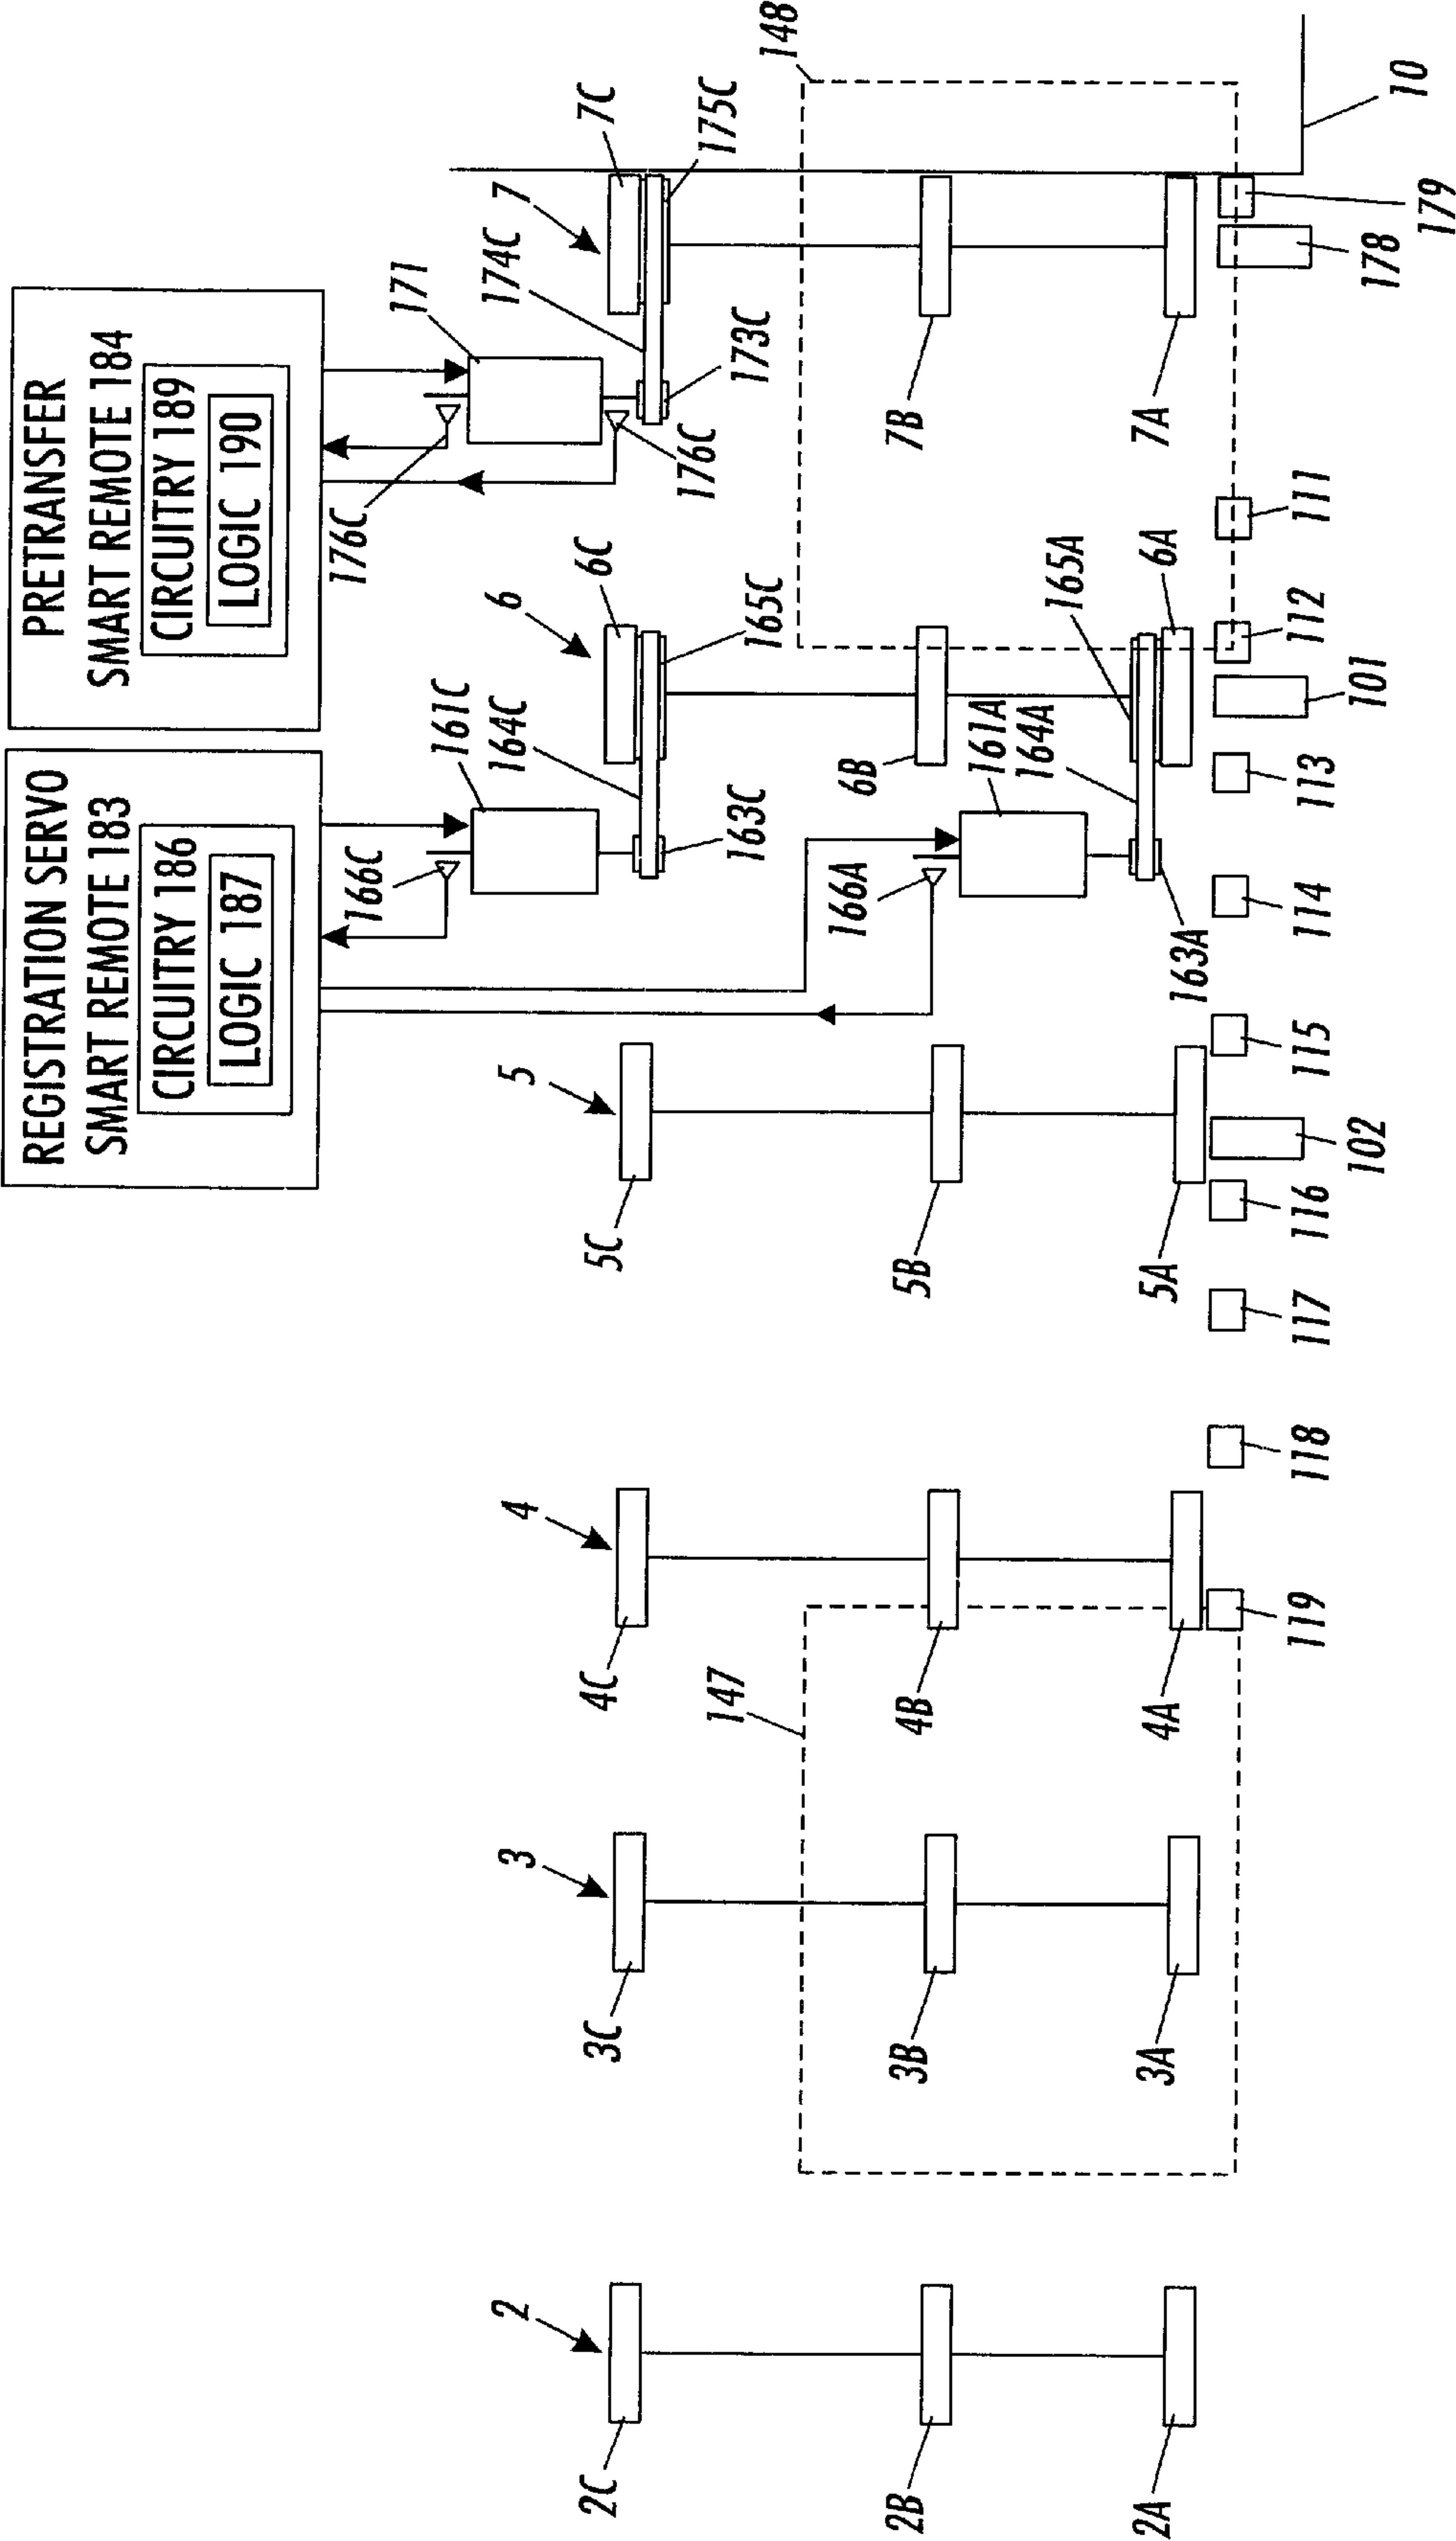 REGISTRATION SERVO
SMART REMOTE 183
CIRCUITRY 186
LOGIC 187
PRETRANSFER
SMART REMOTE 184
CIRCUITRY 189
LOGIC 190
171
176C
7
7C
174C
175C
173C
176C
148
161C
166C
6
6C
164C
165C
163C
2
2C
3
3C
4
4C
5
5C
147
166A
161A
164A
165A
163A
2B
3B
4B
5B
6B
7B
2A
3A
4A
5A
6A
7A
119
118
117
116
102
115
114
113
101
112
111
178
179
10